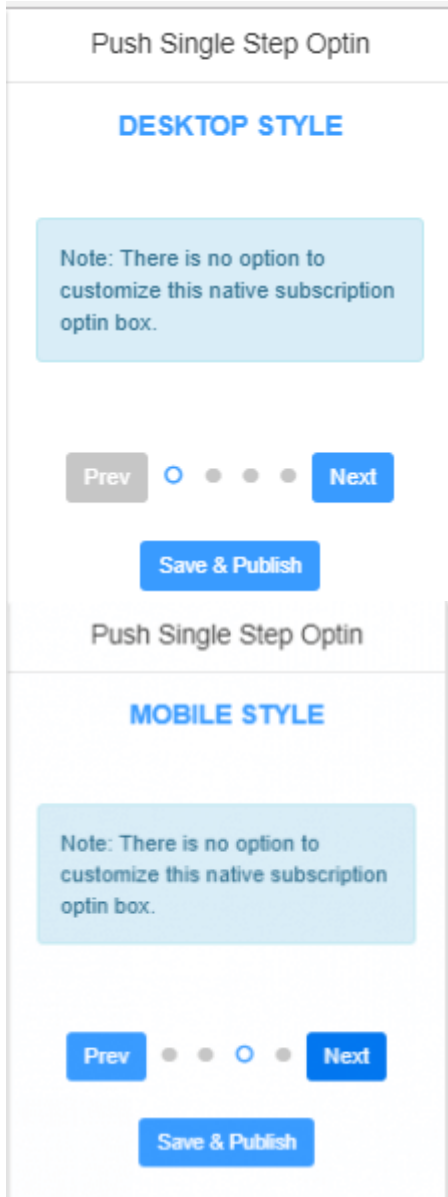 Push Single Step Optin
DESKTOP STYLE
Note: There is no option to
customize this native subscription
optin box.
Prev Next
Save & Publish
Push Single Step Optin
MOBILE STYLE
Note: There is no option to
customize this native subscription
optin box.
Prev Next
Save & Publish